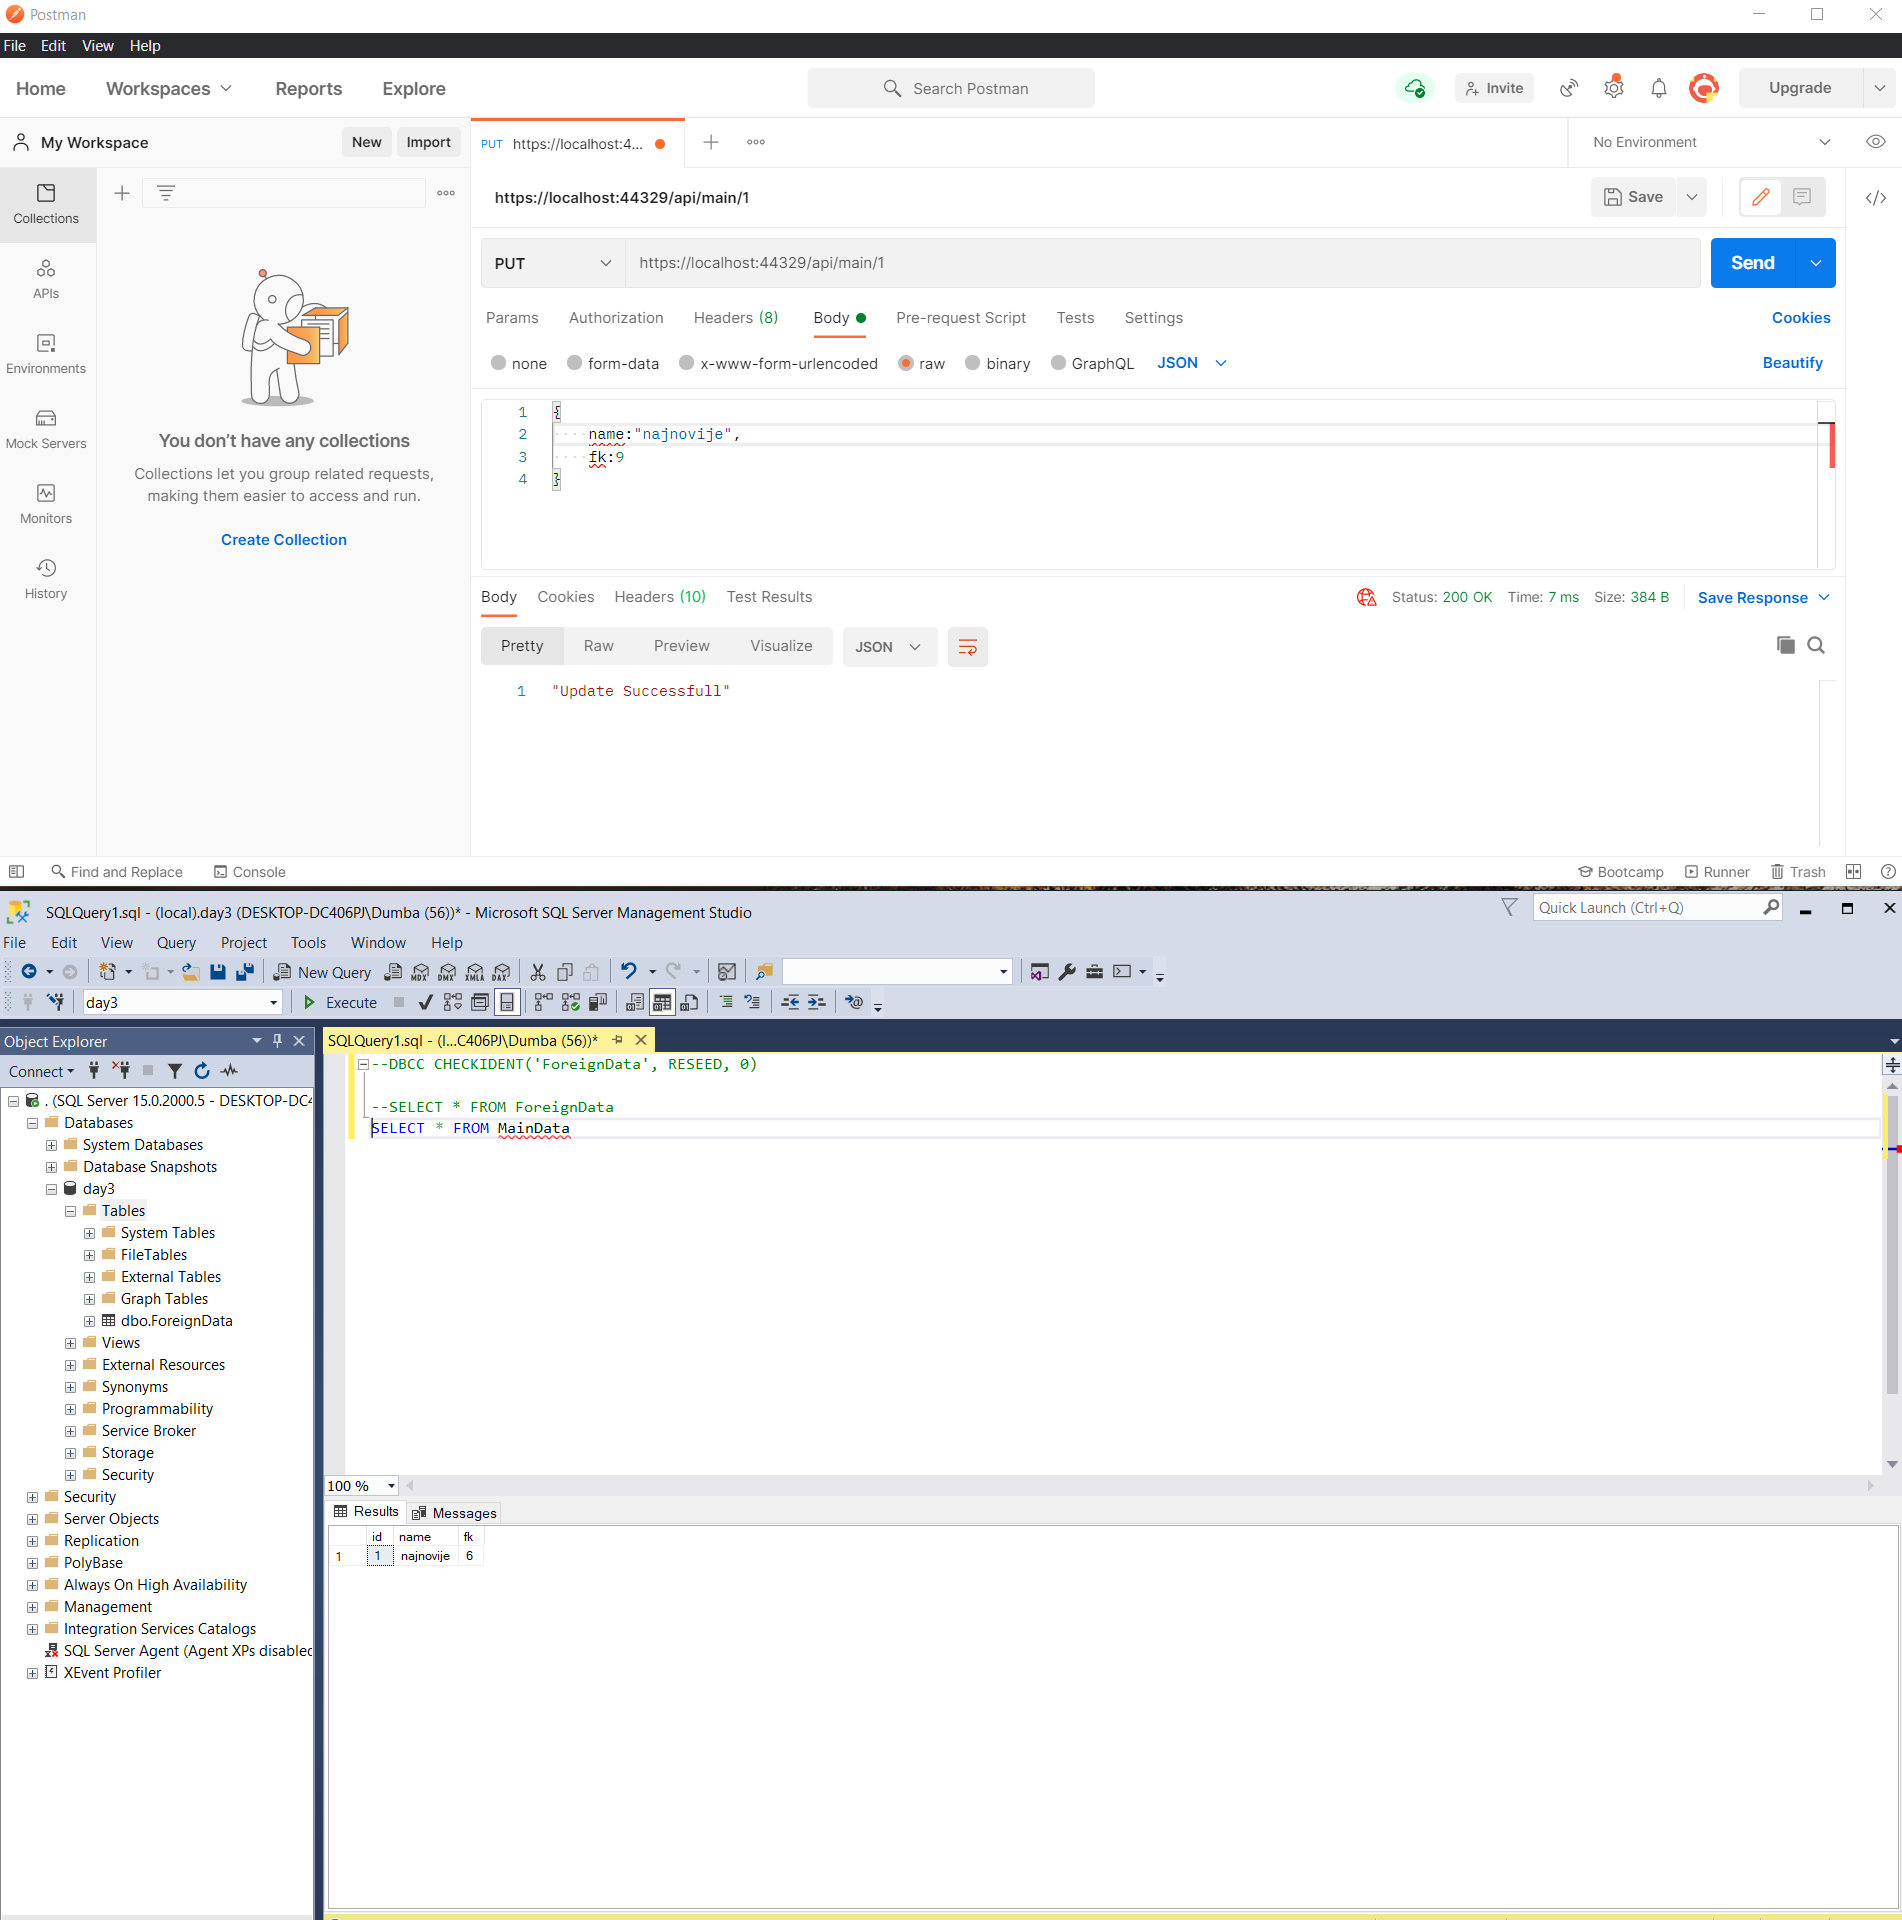 Postman
File Edit View Help
Home Workspaces Reports Explore Search Postman Invite Upgrade
My Workspace New Import PUT https://localhost:4... No Environment
Collections
APIs
Environments
Mock Servers
Monitors
History
You don't have any collections
Collections let you group related requests,
making them easier to access and run.
Create Collection
https://localhost:44329/api/main/1 Save
PUT https://localhost:44329/api/main/1 Send
Params Authorization Headers (8) Body Pre-request Script Tests Settings Cookies
none form-data x-www-form-urlencoded raw binary GraphQL JSON Beautify
1 {
2 name:"najnovije",
3 fk:9
4 }
Body Cookies Headers (10) Test Results Status: 200 OK Time: 7 ms Size: 384 B Save Response
Pretty Raw Preview Visualize JSON
1 "Update Successfull"
Find and Replace Console Bootcamp Runner Trash
SQLQuery1.sql - (local).day3 (DESKTOP-DC406PJ\Dumba (56))* - Microsoft SQL Server Management Studio Quick Launch (Ctrl+Q)
File Edit View Query Project Tools Window Help
New Query MDX DMX XMLA DAX
day3 Execute
Object Explorer
Connect
. (SQL Server 15.0.2000.5 - DESKTOP-DC4
Databases
System Databases
Database Snapshots
day3
Tables
System Tables
FileTables
External Tables
Graph Tables
dbo.ForeignData
Views
External Resources
Synonyms
Programmability
Service Broker
Storage
Security
Security
Server Objects
Replication
PolyBase
Always On High Availability
Management
Integration Services Catalogs
SQL Server Agent (Agent XPs disabled
XEvent Profiler
SQLQuery1.sql - (l...C406PJ\Dumba (56))*
--DBCC CHECKIDENT('ForeignData', RESEED, 0)
--SELECT * FROM ForeignData
SELECT * FROM MainData
100 %
Results Messages
id name fk
1 1 najnovije 6